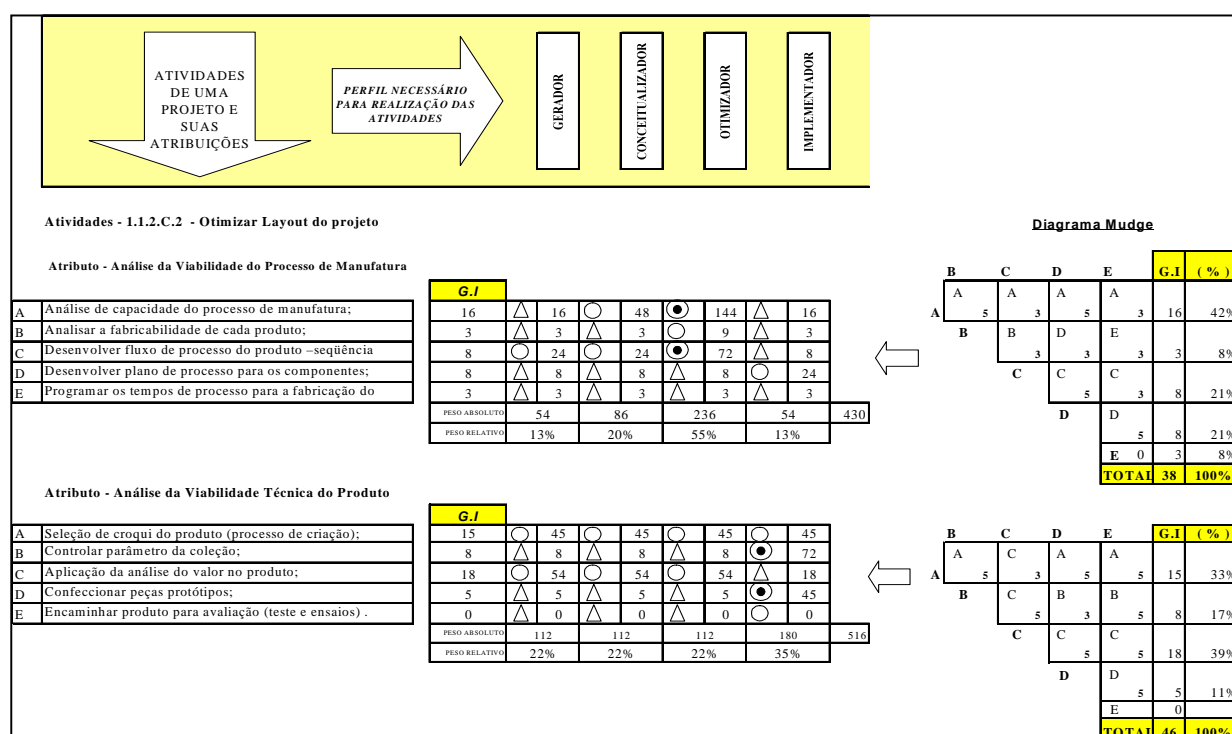 ATIVIDADES
DE UMA
PROJETO E
SUAS
ATRIBUIÇÕES
PERFIL NECESSÁRIO
PARA REALIZAÇÃO DAS
ATIVIDADES
GERADOR
CONCEITUALIZADOR
OTIMIZADOR
IMPLEMENTADOR
Atividades - 1.1.2.C.2 - Otimizar Layout do projeto
Diagrama Mudge
Atributo - Análise da Viabilidade do Processo de Manufatura
G.I
A Análise de capacidade do processo de manufatura; 16 16 48 144 16
B Analisar a fabricabilidade de cada produto; 3 3 3 9 3
C Desenvolver fluxo de processo do produto –seqüência 8 24 24 72 8
D Desenvolver plano de processo para os componentes; 8 8 8 8 24
E Programar os tempos de processo para a fabricação do 3 3 3 3 3
PESO ABSOLUTO 54 86 236 54 430
PESO RELATIVO 13% 20% 55% 13%
B C D E G.I (%)
A A A A
A 5 3 5 3 16 42%
B B D E
3 3 3 3 8%
C C C
5 3 8 21%
D D
5 8 21%
E 0 3 8%
TOTAL 38 100%
Atributo - Análise da Viabilidade Técnica do Produto
G.I
A Seleção de croqui do produto (processo de criação); 15 45 45 45 45
B Controlar parâmetro da coleção; 8 8 8 8 72
C Aplicação da análise do valor no produto; 18 54 54 54 18
D Confeccionar peças protótipos; 5 5 5 5 45
E Encaminhar produto para avaliação (teste e ensaios) . 0 0 0 0 0
PESO ABSOLUTO 112 112 112 180 516
PESO RELATIVO 22% 22% 22% 35%
B C D E G.I (%)
A C A A
A 5 3 5 5 15 33%
B C B B
5 3 5 8 17%
C C C
5 5 18 39%
D D
5 5 11%
E 0
TOTAL 46 100%